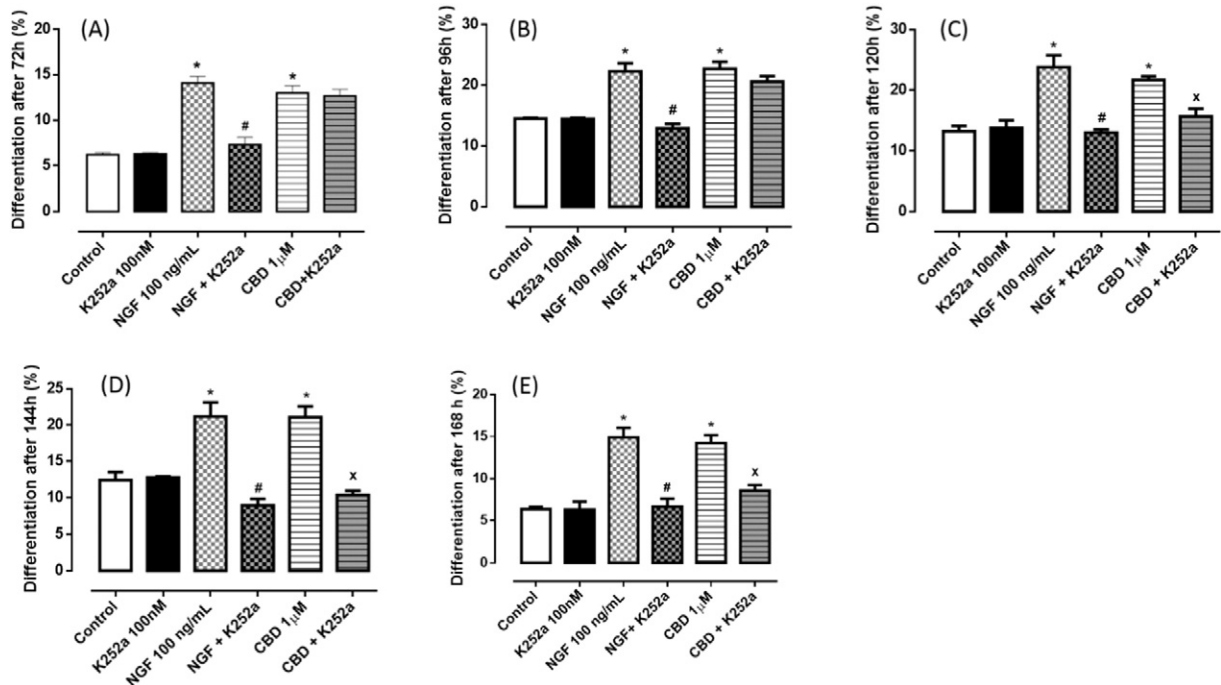 (A)
Differentiation after 72h (%)
20
15
10
5
0
*
#
*
Control
K252a 100nM
NGF 100 ng/mL
NGF + K252a
CBD 1μM
CBD+K252a
(B)
Differentiation after 96h (%)
30
20
10
0
*
#
*
Control
K252a 100nM
NGF 100 ng/mL
NGF + K252a
CBD 1μM
CBD + K252a
(C)
Differentiation after 120h (%)
30
20
10
0
*
#
*
x
Control
K252a 100nM
NGF 100 ng/mL
NGF + K252a
CBD 1μM
CBD + K252a
(D)
Differentiation after 144h (%)
25
20
15
10
5
0
*
#
*
x
Control
K252a 100nM
NGF 100 ng/mL
NGF + K252a
CBD 1μM
CBD + K252a
(E)
Differentiation after 168 h (%)
20
15
10
5
0
*
#
*
x
Control
K252a 100nM
NGF 100 ng/mL
NGF+ K252a
CBD 1μM
CBD + K252a